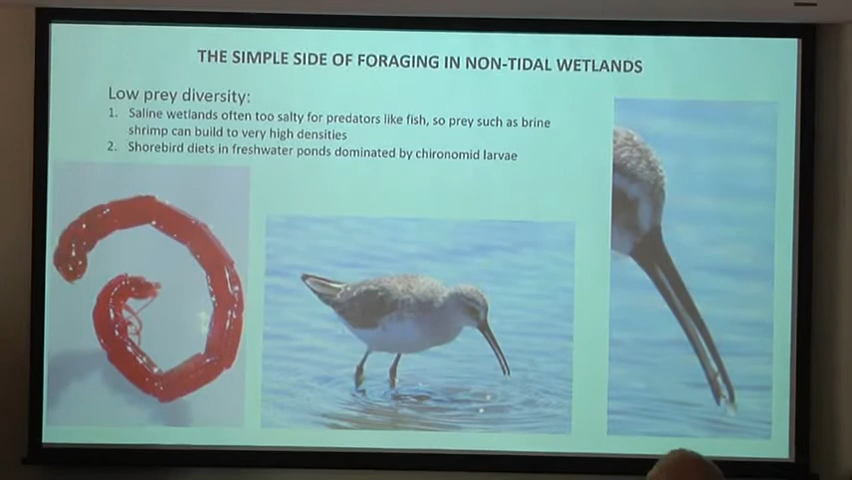 THE SIMPLE SIDE OF FORAGING IN NON-TIDAL WETLANDS
Low prey diversity:
1. Saline wetlands often too salty for predators like fish, so prey such as brine
shrimp can build to very high densities
2. Shorebird diets in freshwater ponds dominated by chironomid larvae